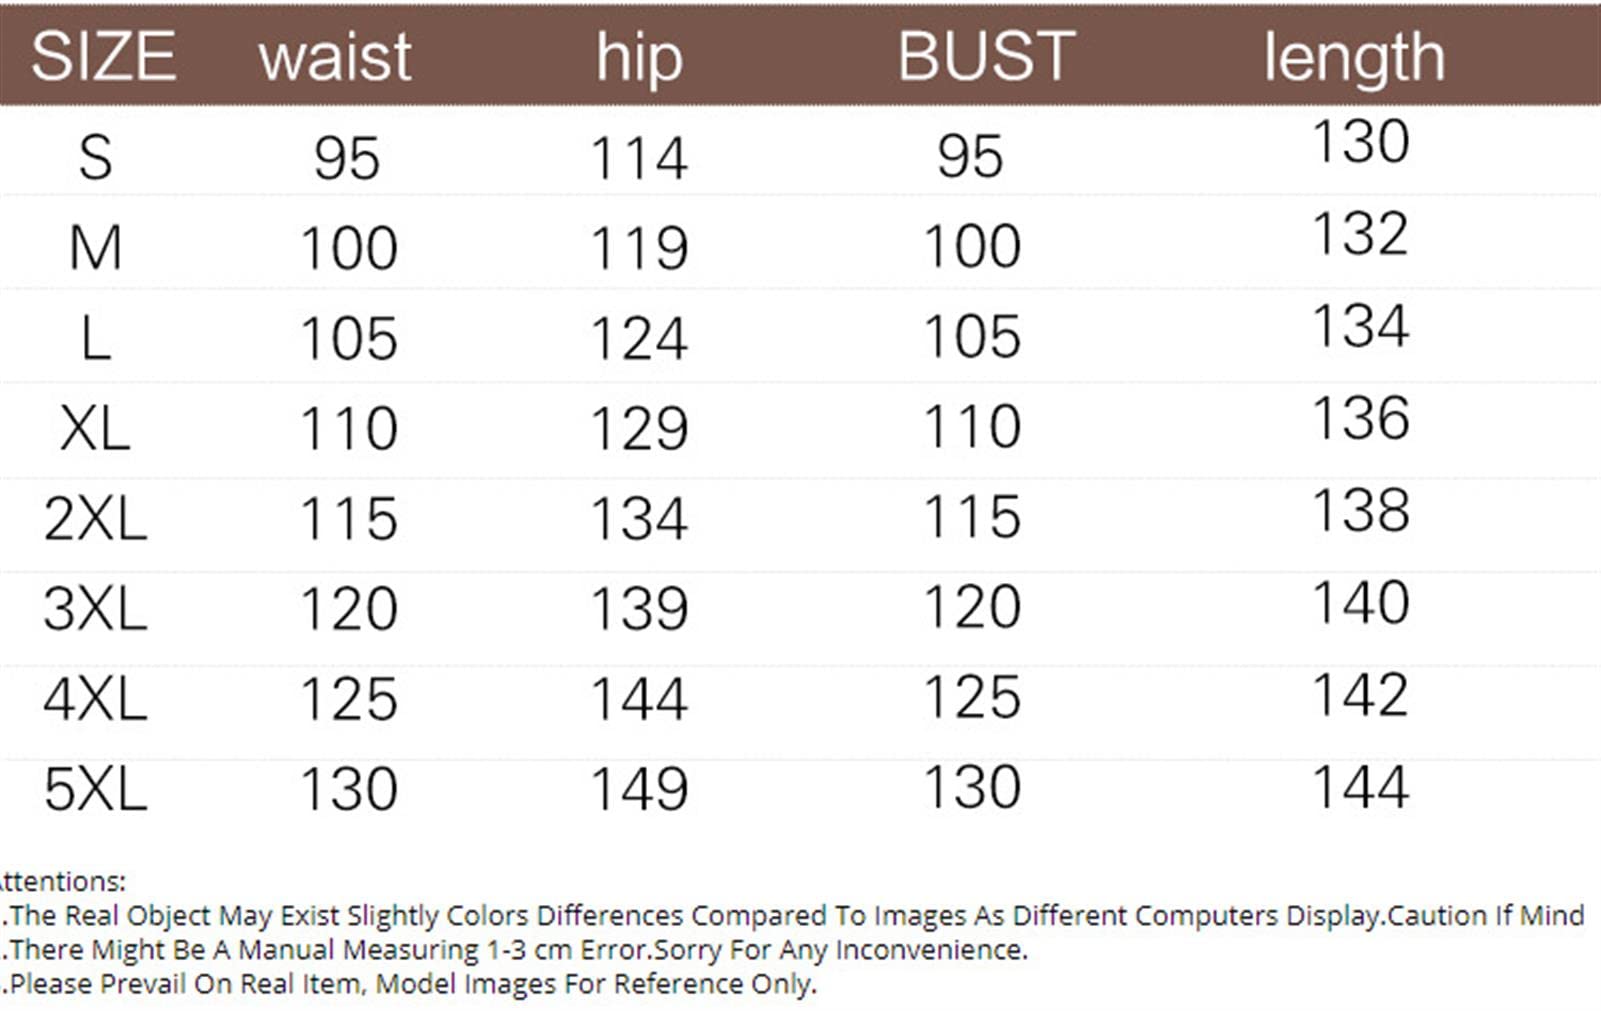 SIZE waist hip BUST length
S 95 114 95 130
M 100 119 100 132
L 105 124 105 134
XL 110 129 110 136
2XL 115 134 115 138
3XL 120 139 120 140
4XL 125 144 125 142
5XL 130 149 130 144
ttentions:
.The Real Object May Exist Slightly Colors Differences Compared To Images As Different Computers Display.Caution If Mind
.There Might Be A Manual Measuring 1-3 cm Error.Sorry For Any Inconvenience.
.Please Prevail On Real Item, Model Images For Reference Only.